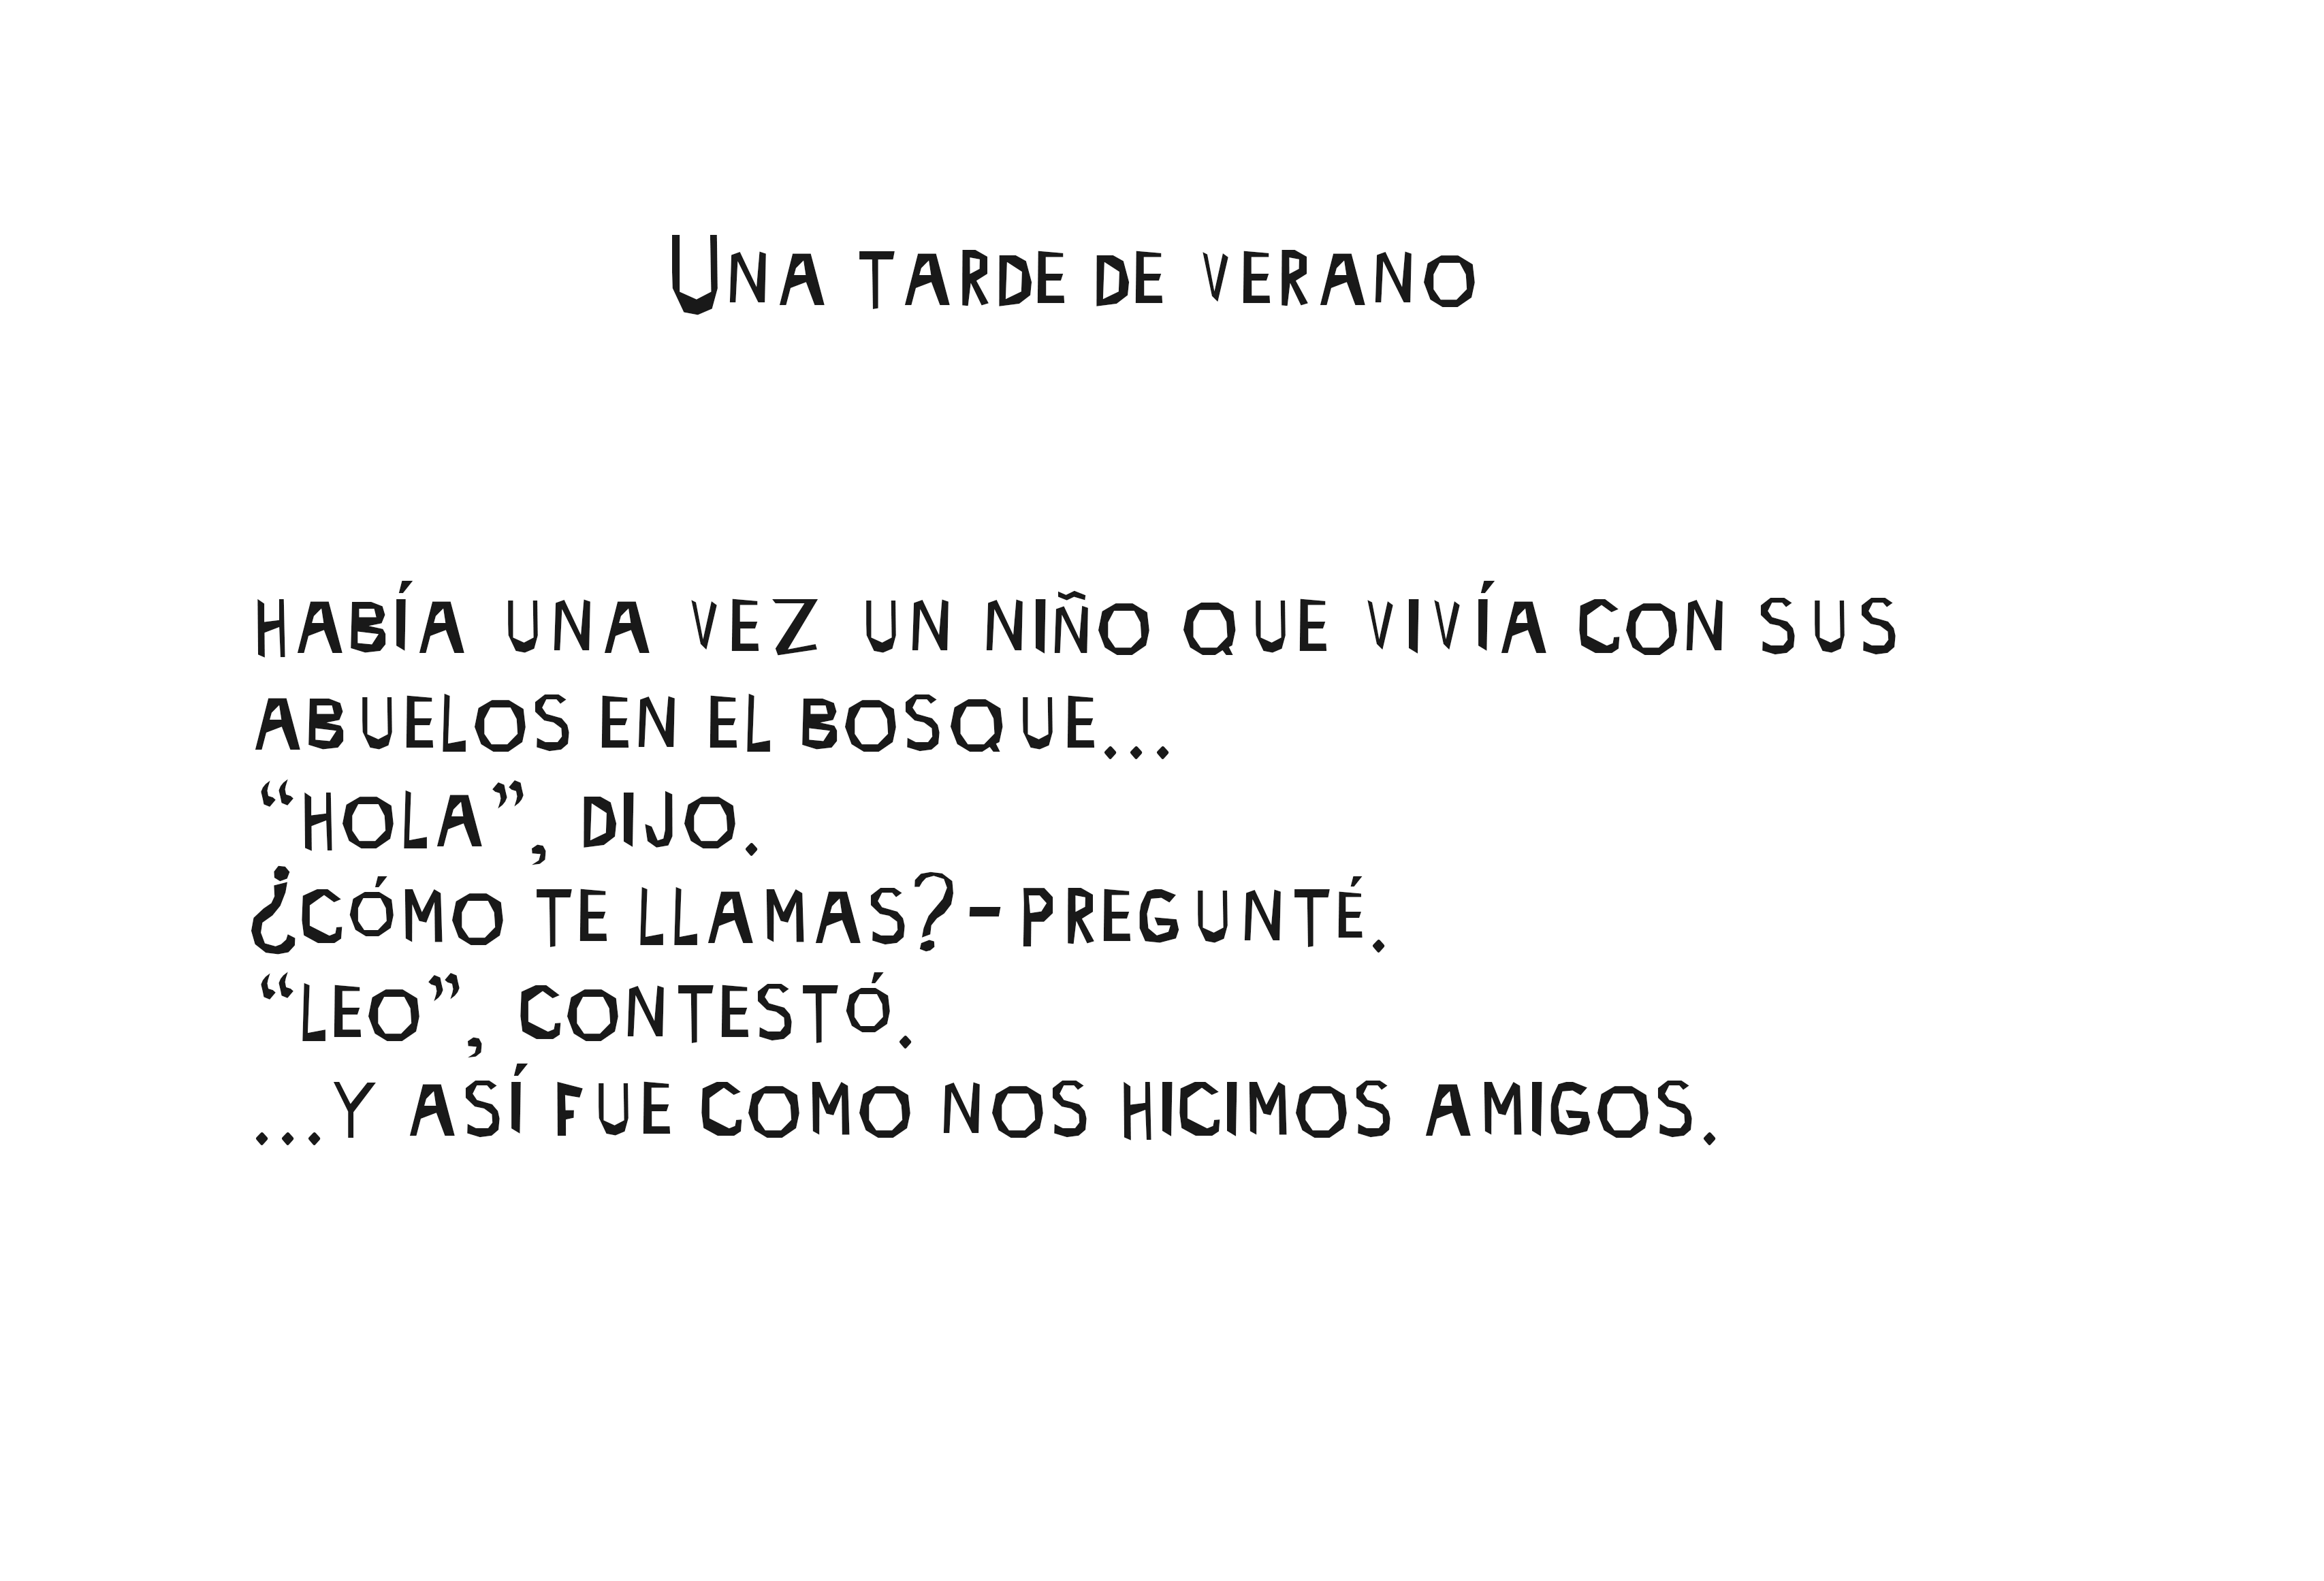 Una tarde de verano
HABÍA UNA VEZ UN NIÑO QUE VIVÍA CON SUS
ABUELOS EN EL BOSQUE...
“HOLA”, DIJO.
¿CÓMO TE LLAMAS?- PREGUNTÉ.
“LEO”, CONTESTÓ.
...Y ASÍ FUE COMO NOS HICIMOS AMIGOS.